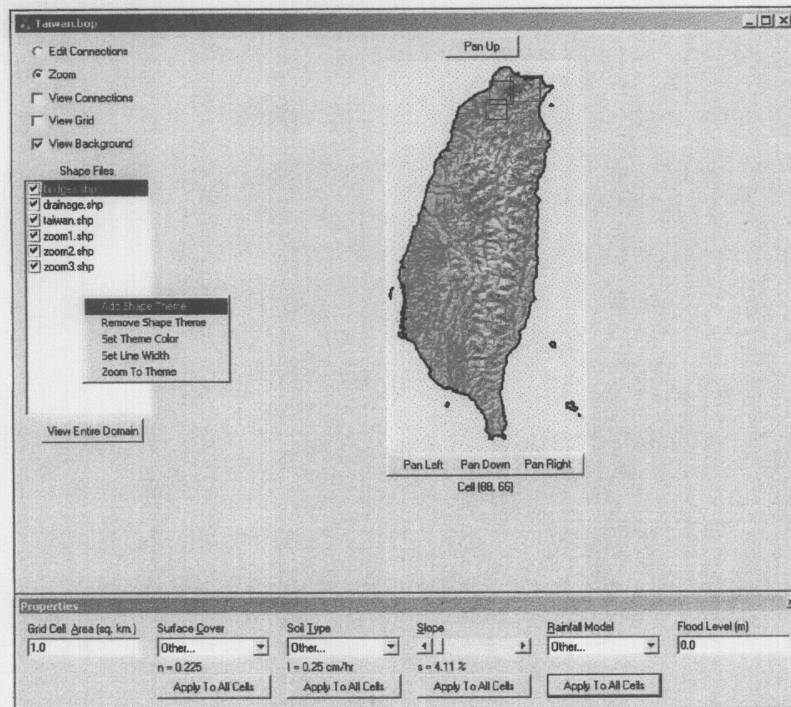 Taiwan.bop
Edit Connections
Zoom
View Connections
View Grid
View Background
Shape Files
bridges.shp
drainage.shp
taiwan.shp
zoom1.shp
zoom2.shp
zoom3.shp
Add Shape Theme
Remove Shape Theme
Set Theme Color
Set Line Width
Zoom To Theme
View Entire Domain
Pan Up
Pan Left Pan Down Pan Right
Cell (88, 66)
Properties
Grid Cell Area (sq. km.) Surface Cover Soil Type Slope Rainfall Model Flood Level (m)
1.0 Other... Other... Other... 0.0
n = 0.225 I = 0.25 cm/hr s = 4.11 %
Apply To All Cells Apply To All Cells Apply To All Cells Apply To All Cells